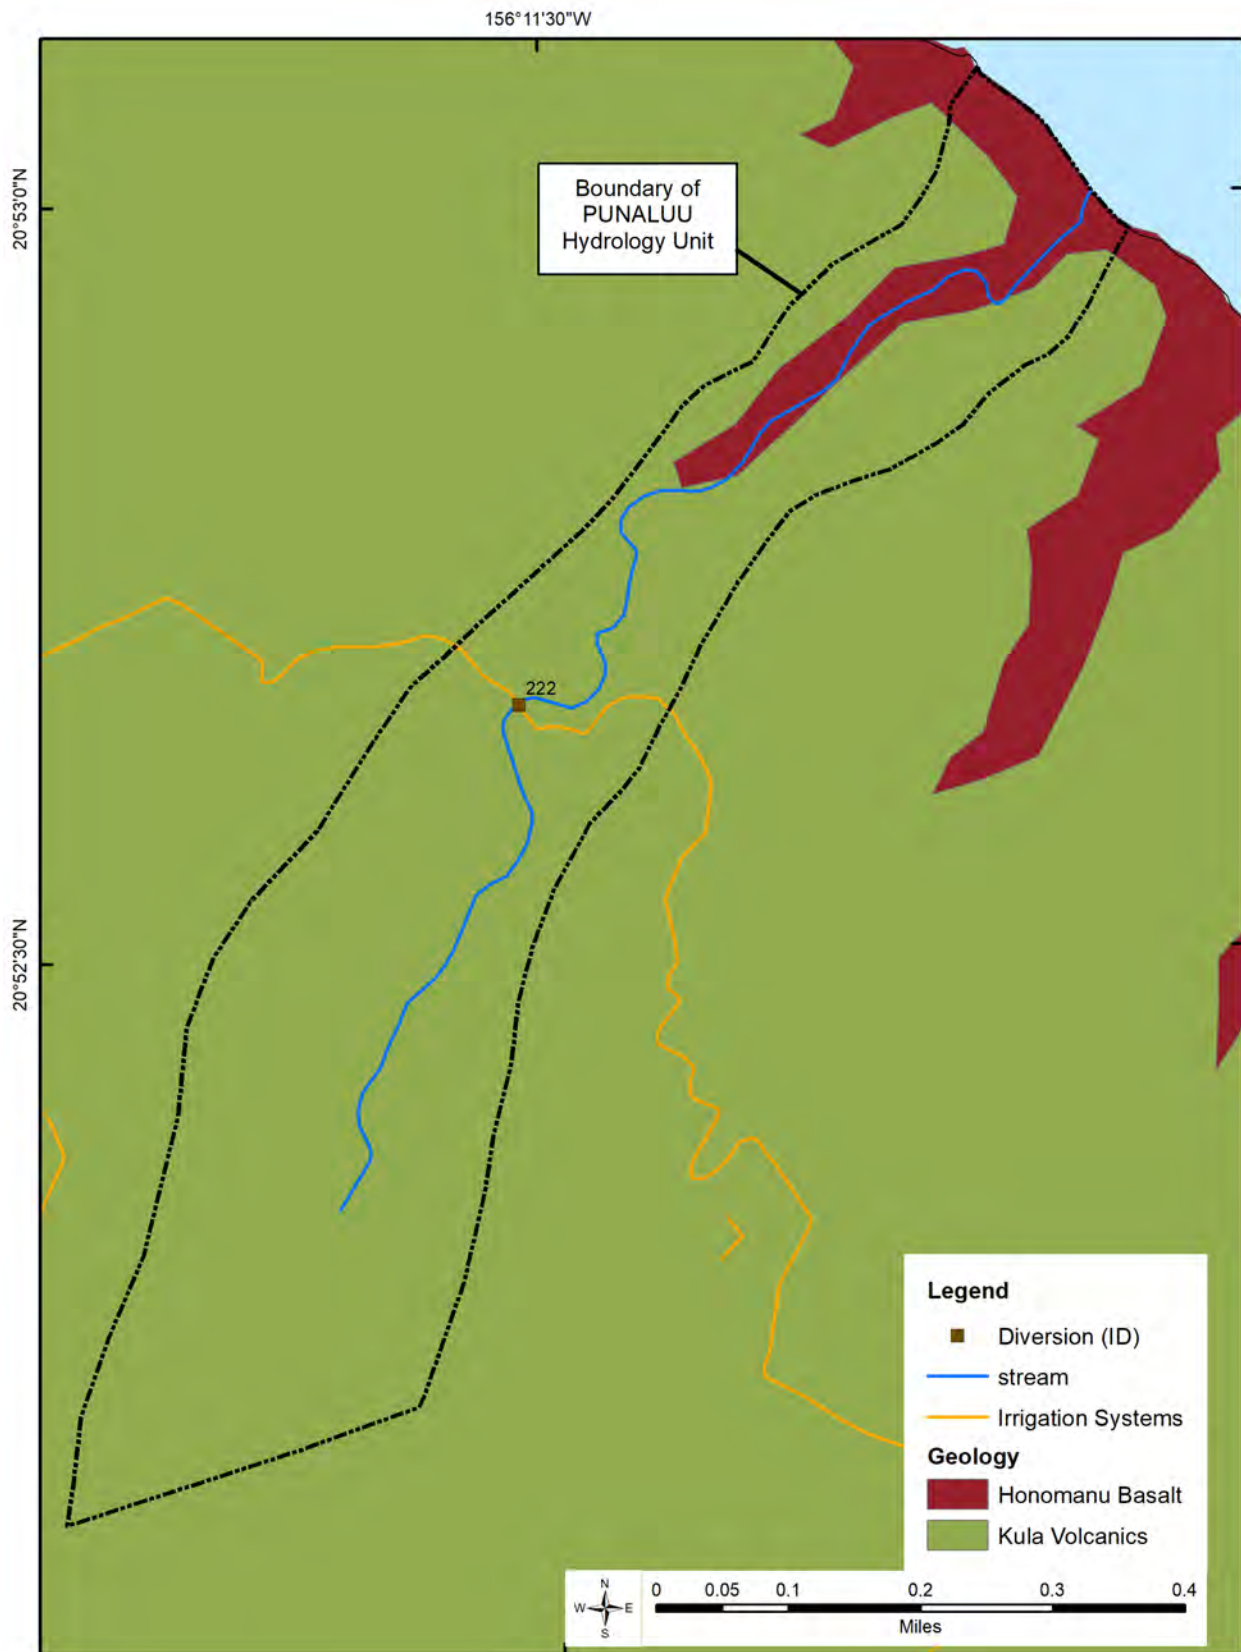 156°11'30"W
20°53'0"N
Boundary of
PUNALUU
Hydrology Unit
222
20°52'30"N
Legend
Diversion (ID)
stream
Irrigation Systems
Geology
Honomanu Basalt
Kula Volcanics
N
W E
S
0 0.05 0.1 0.2 0.3 0.4
Miles